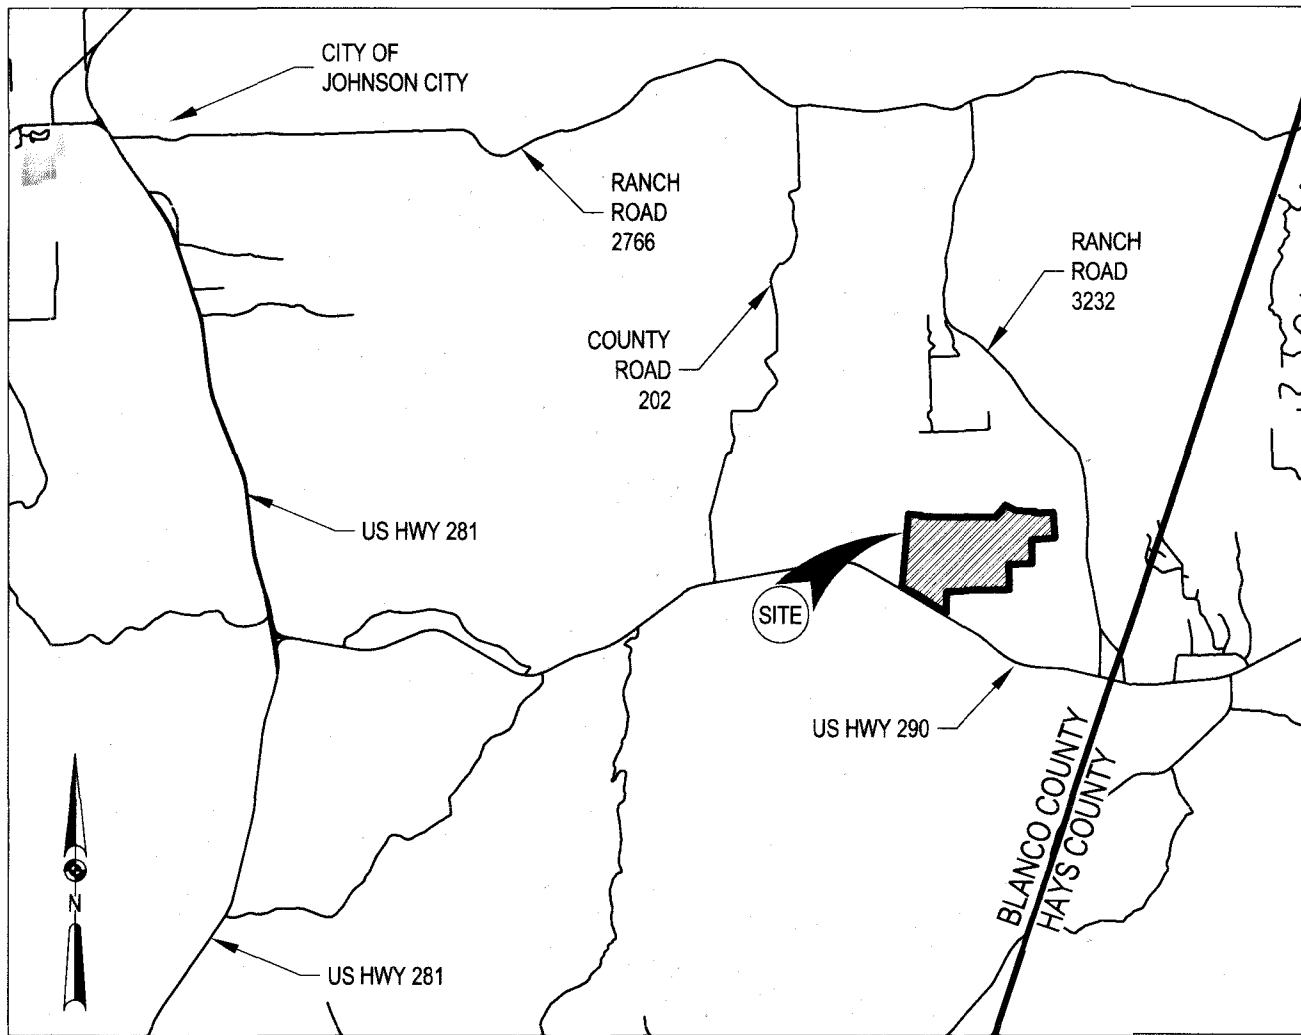 CITY OF
JOHNSON CITY
RANCH
ROAD
2766
RANCH
ROAD
3232
COUNTY
ROAD
202
US HWY 281
SITE
US HWY 290
BLANCO COUNTY
HAYS COUNTY
N
US HWY 281